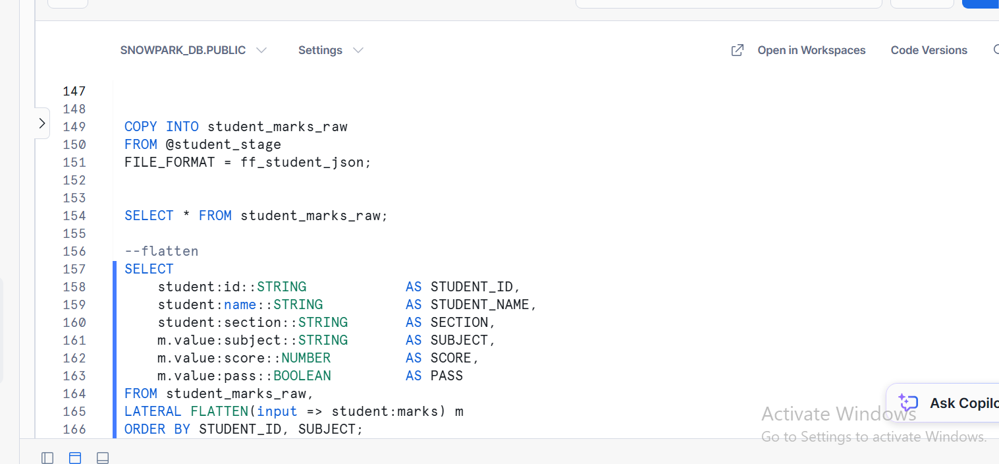 SNOWPARK_DB.PUBLIC Settings Open in Workspaces Code Versions
147
148
149 COPY INTO student_marks_raw
150 FROM @student_stage
151 FILE_FORMAT = ff_student_json;
152
153
154 SELECT * FROM student_marks_raw;
155
156 --flatten
157 SELECT
158     student:id::STRING            AS STUDENT_ID,
159     student:name::STRING          AS STUDENT_NAME,
160     student:section::STRING       AS SECTION,
161     m.value:subject::STRING       AS SUBJECT,
162     m.value:score::NUMBER         AS SCORE,
163     m.value:pass::BOOLEAN         AS PASS
164 FROM student_marks_raw,
165 LATERAL FLATTEN(input => student:marks) m
166 ORDER BY STUDENT_ID, SUBJECT;
Ask Copilo
Activate Windows
Go to Settings to activate Windows.